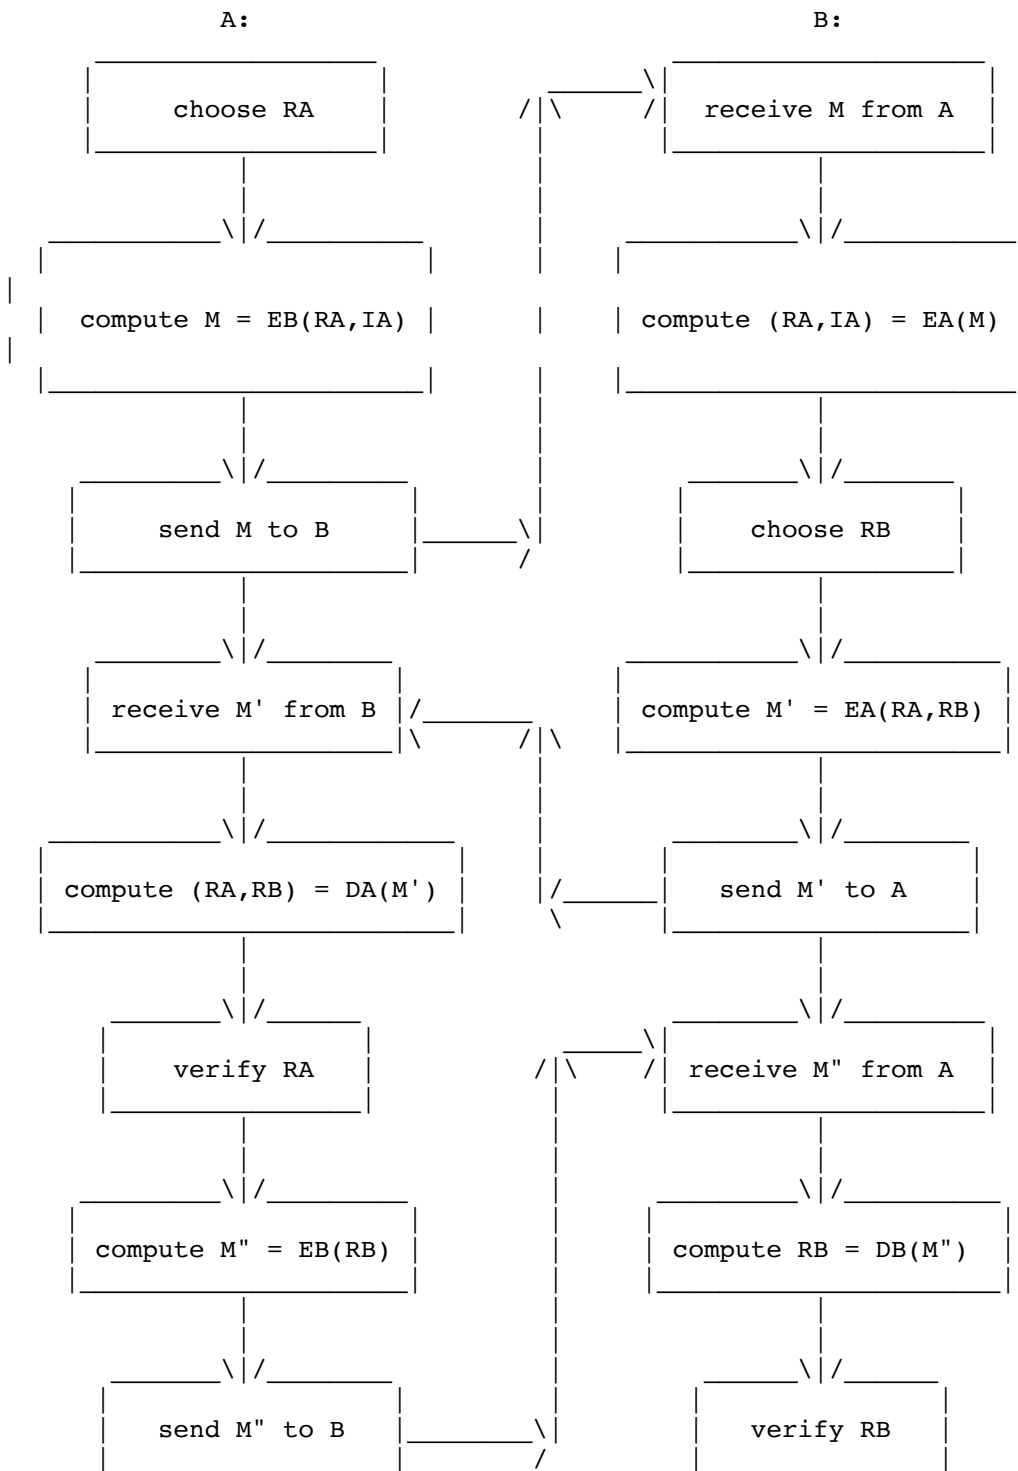 A: B:
choose RA receive M from A
compute M = EB(RA,IA) compute (RA,IA) = EA(M)
send M to B choose RB
receive M' from B compute M' = EA(RA,RB)
compute (RA,RB) = DA(M') send M' to A
verify RA receive M" from A
compute M" = EB(RB) compute RB = DB(M")
send M" to B verify RB